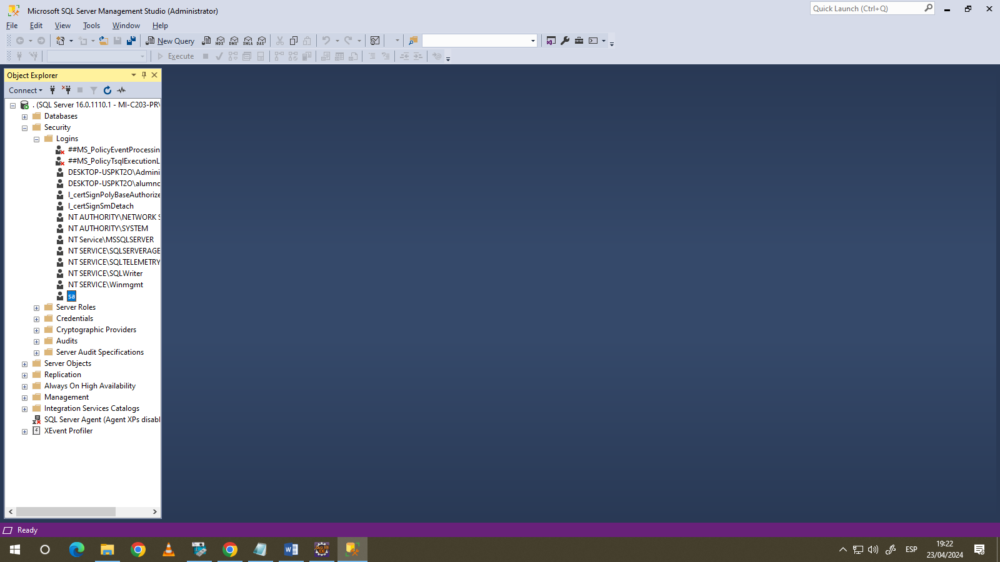 Microsoft SQL Server Management Studio (Administrator)
Quick Launch (Ctrl+Q)
File Edit View Tools Window Help
New Query MDX DMX XMLA DAX
Execute
Object Explorer
Connect
. (SQL Server 16.0.1110.1 - MI-C203-PR\
Databases
Security
Logins
##MS_PolicyEventProcessin
##MS_PolicyTsqlExecutionL
DESKTOP-USPKT2O\Admini
DESKTOP-USPKT2O\alumno
l_certSignPolyBaseAuthorize
l_certSignSmDetach
NT AUTHORITY\NETWORK S
NT AUTHORITY\SYSTEM
NT Service\MSSQLSERVER
NT SERVICE\SQLSERVERAGE
NT SERVICE\SQLTELEMETRY
NT SERVICE\SQLWriter
NT SERVICE\Winmgmt
sa
Server Roles
Credentials
Cryptographic Providers
Audits
Server Audit Specifications
Server Objects
Replication
Always On High Availability
Management
Integration Services Catalogs
SQL Server Agent (Agent XPs disabl
XEvent Profiler
Ready
ESP
19:22
23/04/2024